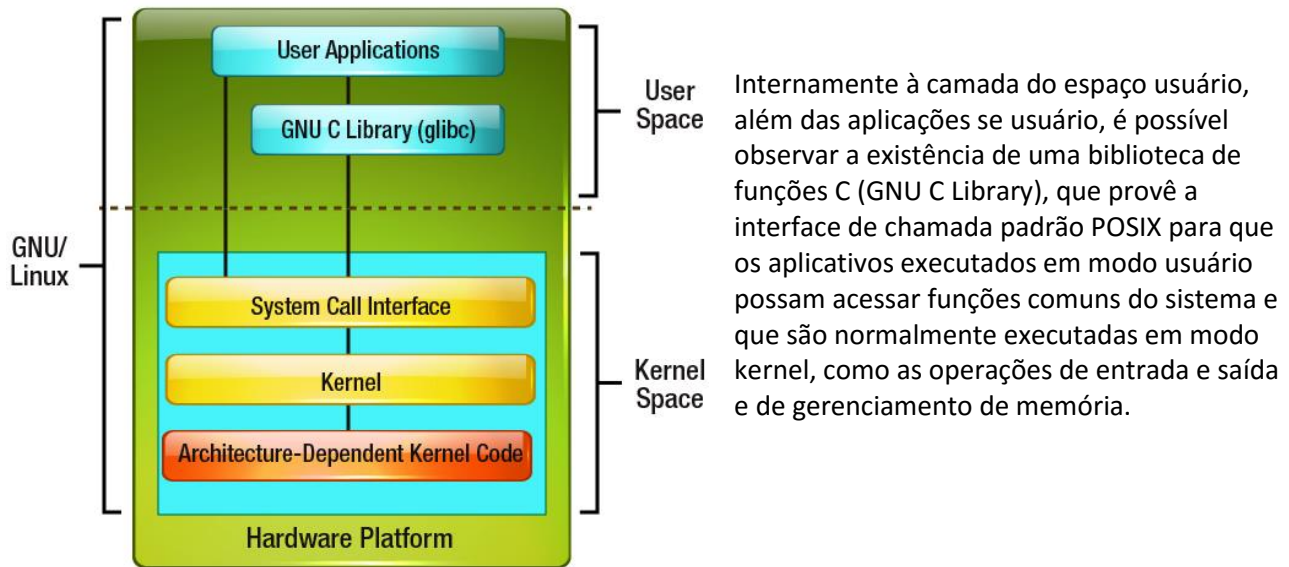 User Applications
GNU C Library (glibc)
User
Space
GNU/
Linux
System Call Interface
Kernel
Architecture-Dependent Kernel Code
Kernel
Space
Hardware Platform
Internamente à camada do espaço usuário,
além das aplicações se usuário, é possível
observar a existência de uma biblioteca de
funções C (GNU C Library), que provê a
interface de chamada padrão POSIX para que
os aplicativos executados em modo usuário
possam acessar funções comuns do sistema e
que são normalmente executadas em modo
kernel, como as operações de entrada e saída
e de gerenciamento de memória.